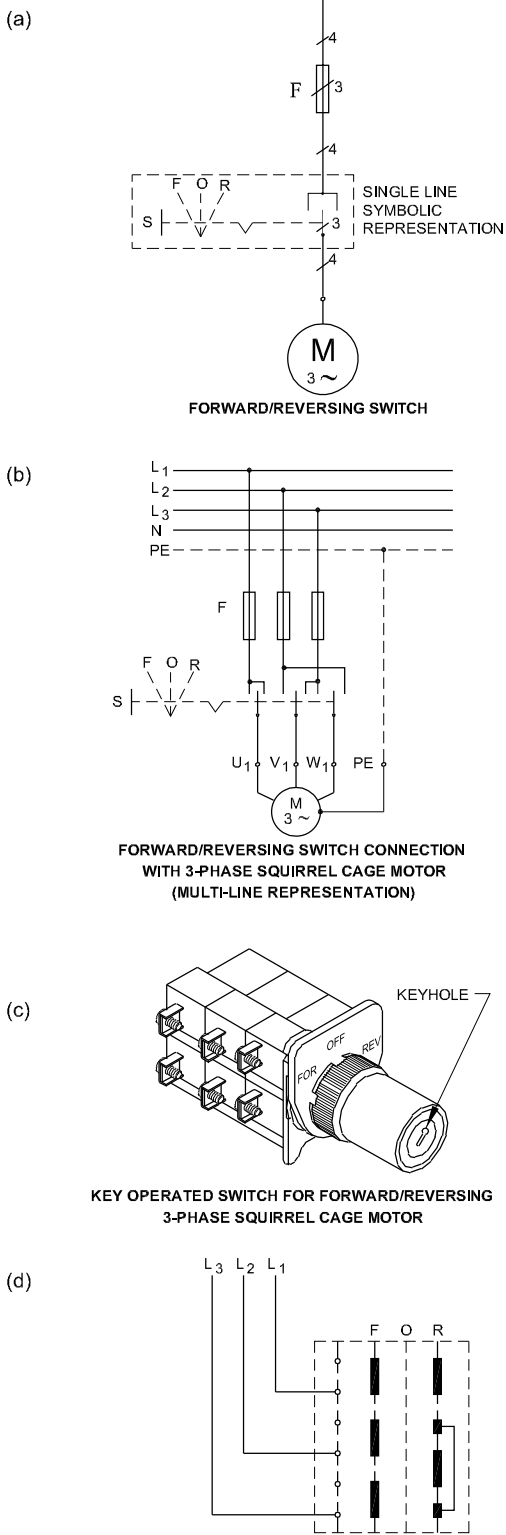 (a)
4
F 3
4
F O R
S
3
SINGLE LINE
SYMBOLIC
REPRESENTATION
4
M
3 ~
FORWARD/REVERSING SWITCH
(b)
L1
L2
L3
N
PE
F
F O R
S
U1 V1 W1 PE
M
3 ~
FORWARD/REVERSING SWITCH CONNECTION
WITH 3-PHASE SQUIRREL CAGE MOTOR
(MULTI-LINE REPRESENTATION)
(c)
KEYHOLE
FOR OFF REV
KEY OPERATED SWITCH FOR FORWARD/REVERSING
3-PHASE SQUIRREL CAGE MOTOR
(d)
L3 L2 L1
F O R